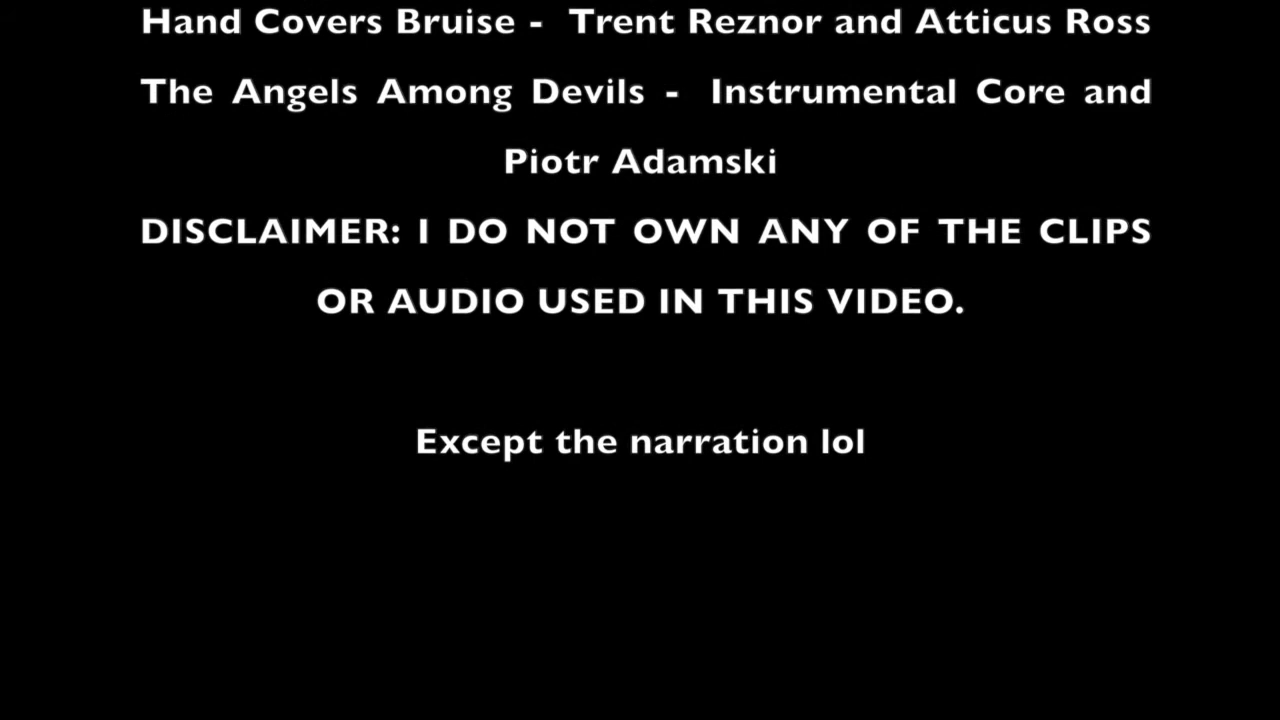 Hand Covers Bruise - Trent Reznor and Atticus Ross
The Angels Among Devils - Instrumental Core and
Piotr Adamski
DISCLAIMER: I DO NOT OWN ANY OF THE CLIPS
OR AUDIO USED IN THIS VIDEO.
Except the narration lol